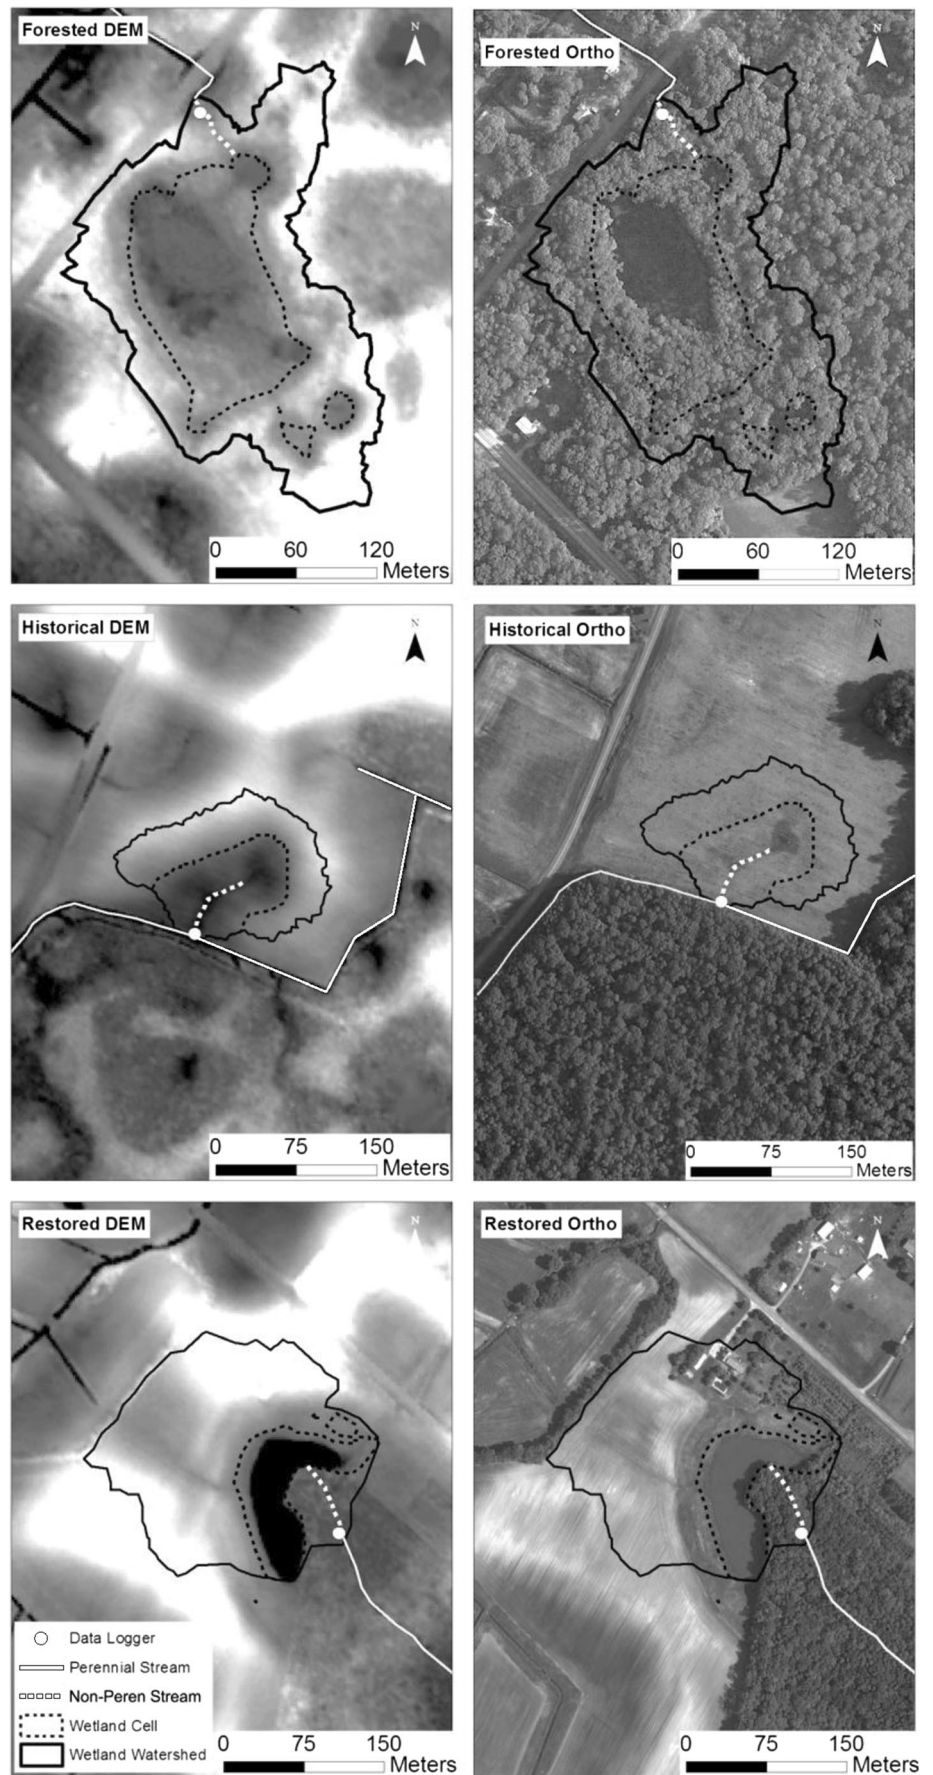 Forested DEM
N
0 60 120
Meters
Forested Ortho
N
0 60 120
Meters
Historical DEM
N
0 75 150
Meters
Historical Ortho
N
0 75 150
Meters
Restored DEM
N
Data Logger
Perennial Stream
Non-Peren Stream
Wetland Cell
Wetland Watershed
0 75 150
Meters
Restored Ortho
N
0 75 150
Meters